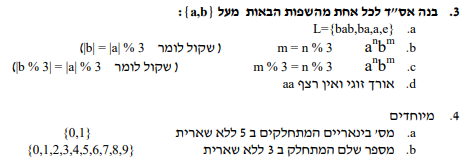 3. בנה אס"ד לכל אחת מהשפות הבאות מעל {a,b}:
a. L={bab,ba,a,e}
b. aⁿbᵐ m = n % 3 (שקול לומר |b| = |a| % 3)
c. aⁿbᵐ m % 3 = n % 3 (שקול לומר |b % 3| = |a| % 3)
d. אורך זוגי ואין רצף aa
4. מיוחדים
a. מס' בינאריים המתחלקים ב 5 ללא שארית {0,1}
b. מספר שלם המתחלק ב 3 ללא שארית {0,1,2,3,4,5,6,7,8,9}